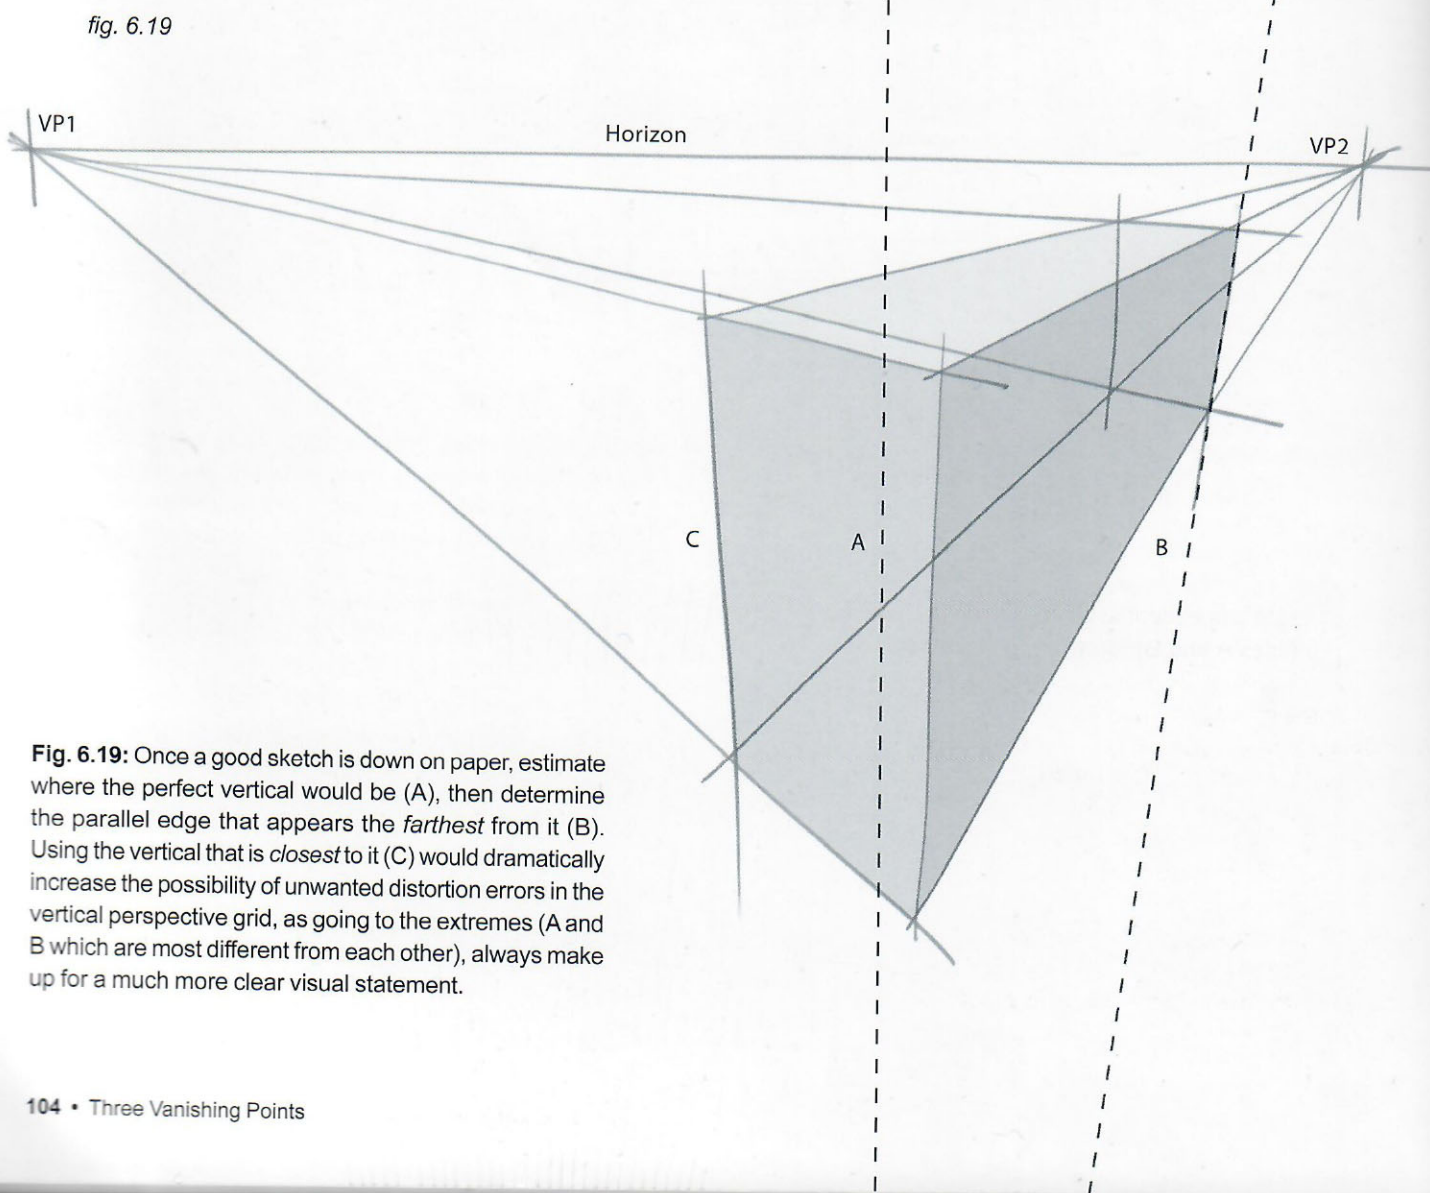 fig. 6.19
VP1
Horizon
VP2
C
A
B
Fig. 6.19: Once a good sketch is down on paper, estimate
where the perfect vertical would be (A), then determine
the parallel edge that appears the farthest from it (B).
Using the vertical that is closest to it (C) would dramatically
increase the possibility of unwanted distortion errors in the
vertical perspective grid, as going to the extremes (A and
B which are most different from each other), always make
up for a much more clear visual statement.
104 • Three Vanishing Points